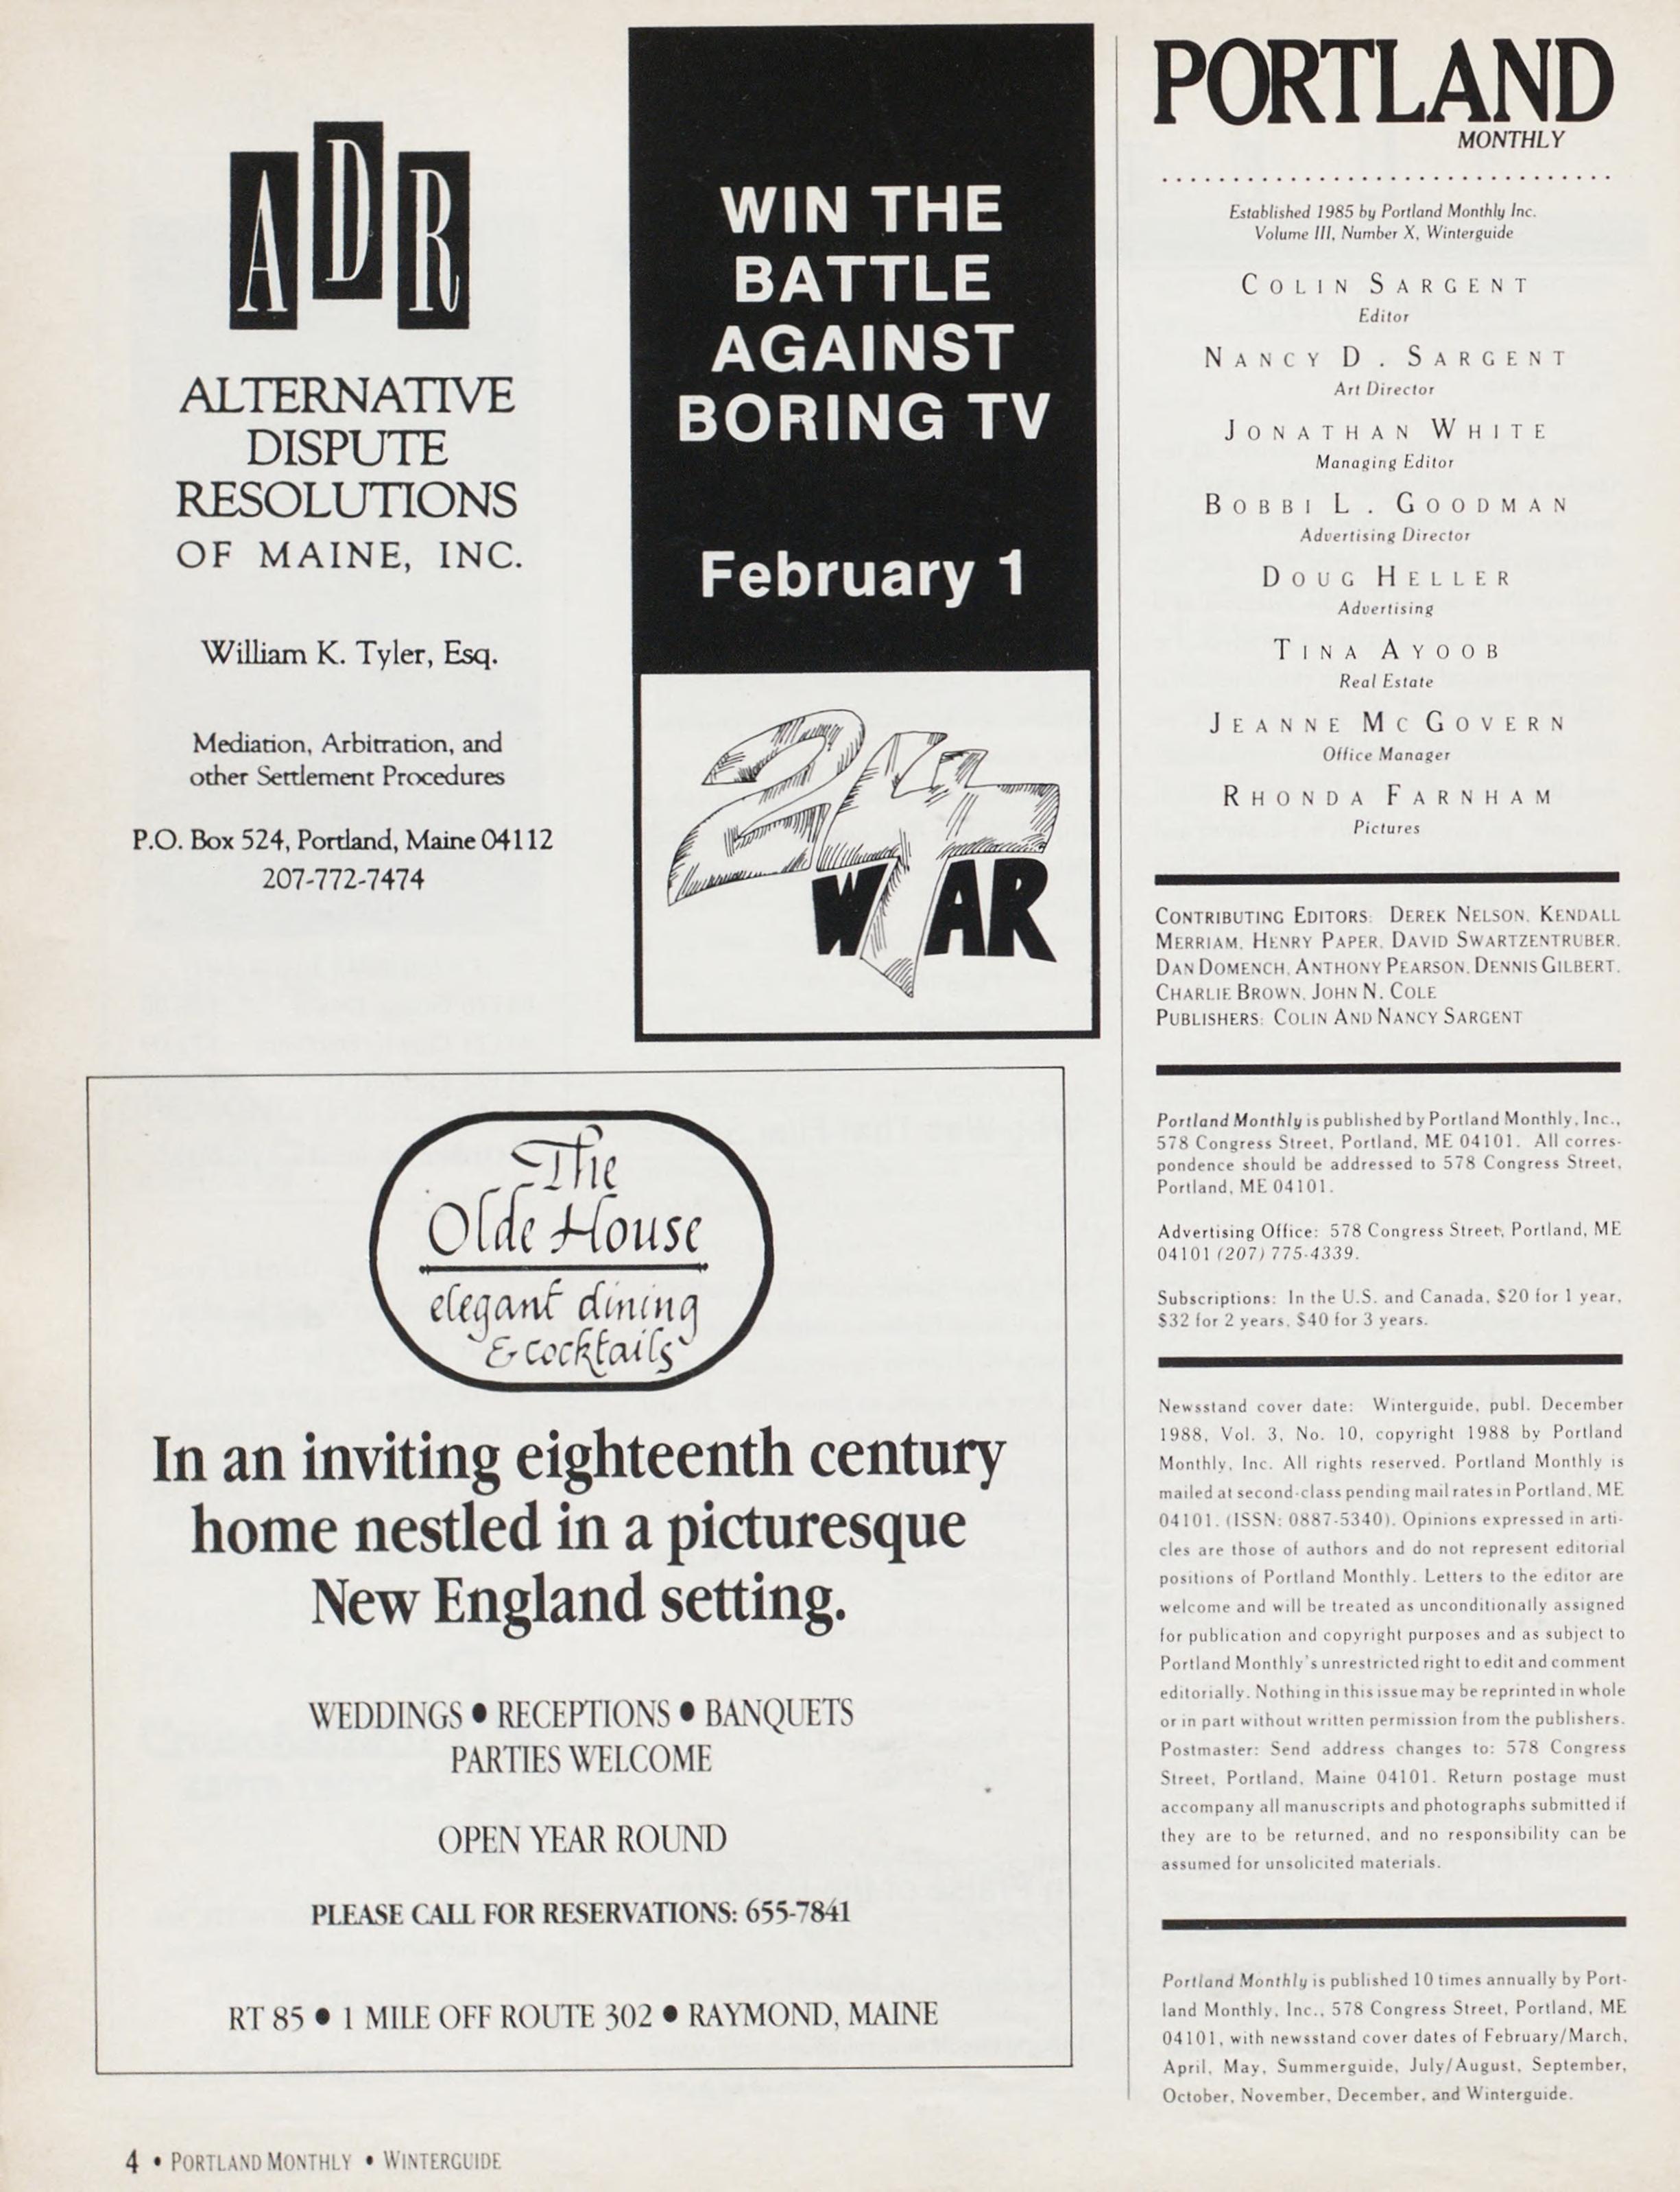 ADR
ALTERNATIVE
DISPUTE
RESOLUTIONS
OF MAINE, INC.
William K. Tyler, Esq.
Mediation, Arbitration, and
other Settlement Procedures
P.O. Box 524, Portland, Maine 04112
207-772-7474
WIN THE
BATTLE
AGAINST
BORING TV
February 1
24
WAR
The
Olde House
elegant dining
& cocktails
In an inviting eighteenth century
home nestled in a picturesque
New England setting.
WEDDINGS ● RECEPTIONS ● BANQUETS
PARTIES WELCOME
OPEN YEAR ROUND
PLEASE CALL FOR RESERVATIONS: 655-7841
RT 85 ● 1 MILE OFF ROUTE 302 ● RAYMOND, MAINE
PORTLAND
MONTHLY
Established 1985 by Portland Monthly Inc.
Volume III, Number X, Winterguide
COLIN SARGENT
Editor
NANCY D. SARGENT
Art Director
JONATHAN WHITE
Managing Editor
BOBBI L. GOODMAN
Advertising Director
DOUG HELLER
Advertising
TINA AYOOB
Real Estate
JEANNE MCGOVERN
Office Manager
RHONDA FARNHAM
Pictures
CONTRIBUTING EDITORS: DEREK NELSON, KENDALL
MERRIAM, HENRY PAPER, DAVID SWARTZENTRUBER,
DAN DOMENCH, ANTHONY PEARSON, DENNIS GILBERT,
CHARLIE BROWN, JOHN N. COLE
PUBLISHERS: COLIN AND NANCY SARGENT
Portland Monthly is published by Portland Monthly, Inc.,
578 Congress Street, Portland, ME 04101. All corres-
pondence should be addressed to 578 Congress Street,
Portland, ME 04101.
Advertising Office: 578 Congress Street, Portland, ME
04101 (207) 775-4339.
Subscriptions: In the U.S. and Canada, $20 for 1 year,
$32 for 2 years, $40 for 3 years.
Newsstand cover date: Winterguide, publ. December
1988, Vol. 3, No. 10, copyright 1988 by Portland
Monthly, Inc. All rights reserved. Portland Monthly is
mailed at second-class pending mail rates in Portland, ME
04101. (ISSN: 0887-5340). Opinions expressed in arti-
cles are those of authors and do not represent editorial
positions of Portland Monthly. Letters to the editor are
welcome and will be treated as unconditionally assigned
for publication and copyright purposes and as subject to
Portland Monthly's unrestricted right to edit and comment
editorially. Nothing in this issue may be reprinted in whole
or in part without written permission from the publishers.
Postmaster: Send address changes to: 578 Congress
Street, Portland, Maine 04101. Return postage must
accompany all manuscripts and photographs submitted if
they are to be returned, and no responsibility can be
assumed for unsolicited materials.
Portland Monthly is published 10 times annually by Port-
land Monthly, Inc., 578 Congress Street, Portland, ME
04101, with newsstand cover dates of February/March,
April, May, Summerguide, July/August, September,
October, November, December, and Winterguide.
4 • PORTLAND MONTHLY • WINTERGUIDE